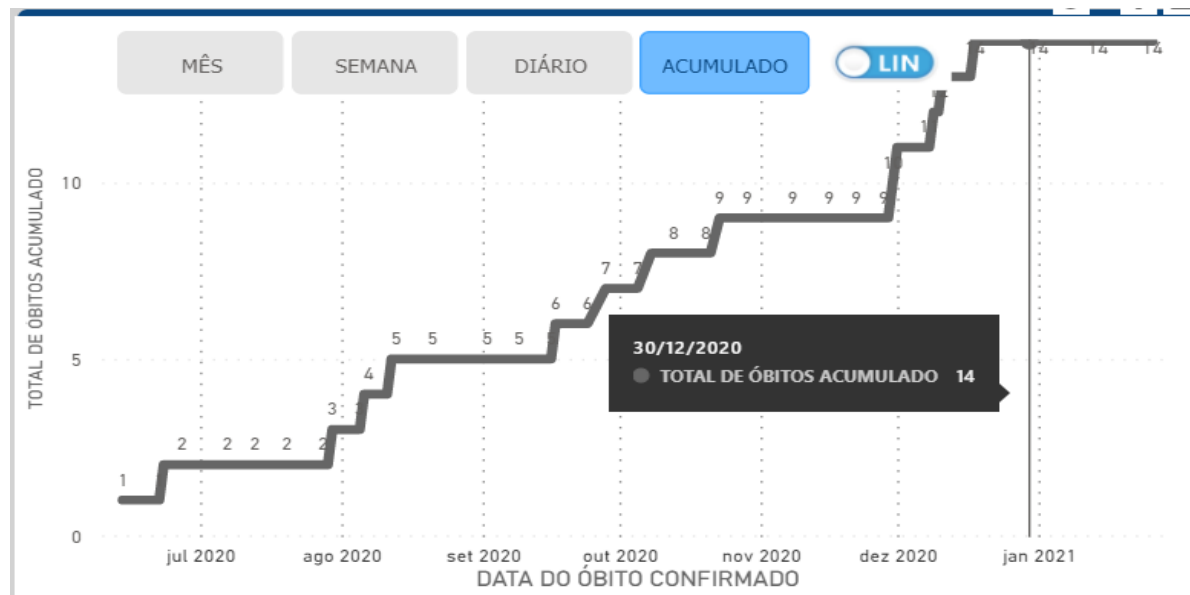 MÊS SEMANA DIÁRIO ACUMULADO LIN
14 14 14
10
9 9 9 9 9 9
8 8
7 7
6 6
30/12/2020
TOTAL DE ÓBITOS ACUMULADO 14
5 5 5 5 5
5
4
3
2 2 2 2 2
1
0
TOTAL DE ÓBITOS ACUMULADO
jul 2020 ago 2020 set 2020 out 2020 nov 2020 dez 2020 jan 2021
DATA DO ÓBITO CONFIRMADO